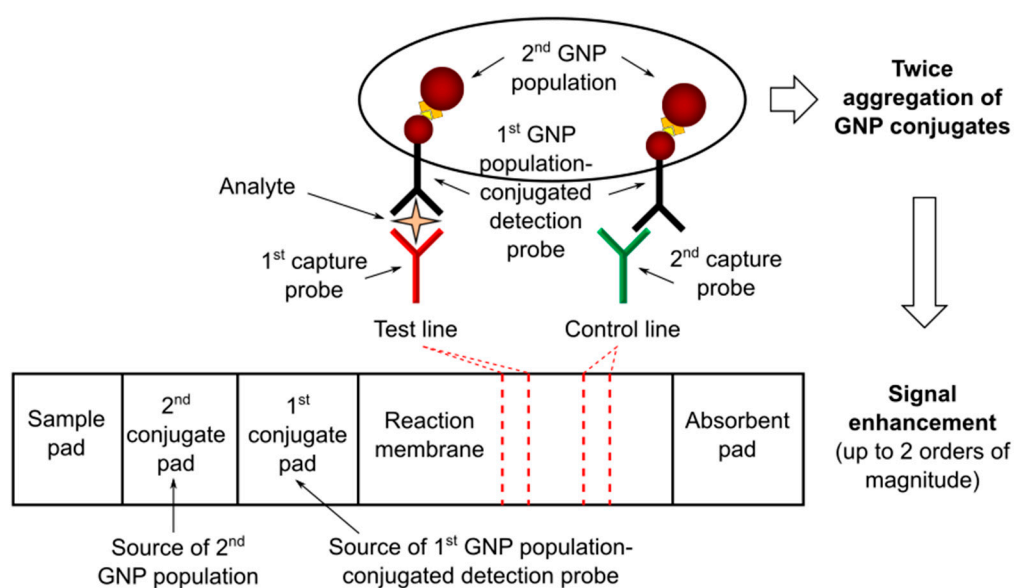 2nd GNP
population
Twice
aggregation of
GNP conjugates
1st GNP
population-
conjugated
detection
probe
Analyte
1st capture
probe
2nd capture
probe
Test line
Control line
Sample
pad
2nd
conjugate
pad
1st
conjugate
pad
Reaction
membrane
Absorbent
pad
Signal
enhancement
(up to 2 orders of
magnitude)
Source of 2nd
GNP population
Source of 1st GNP population-
conjugated detection probe